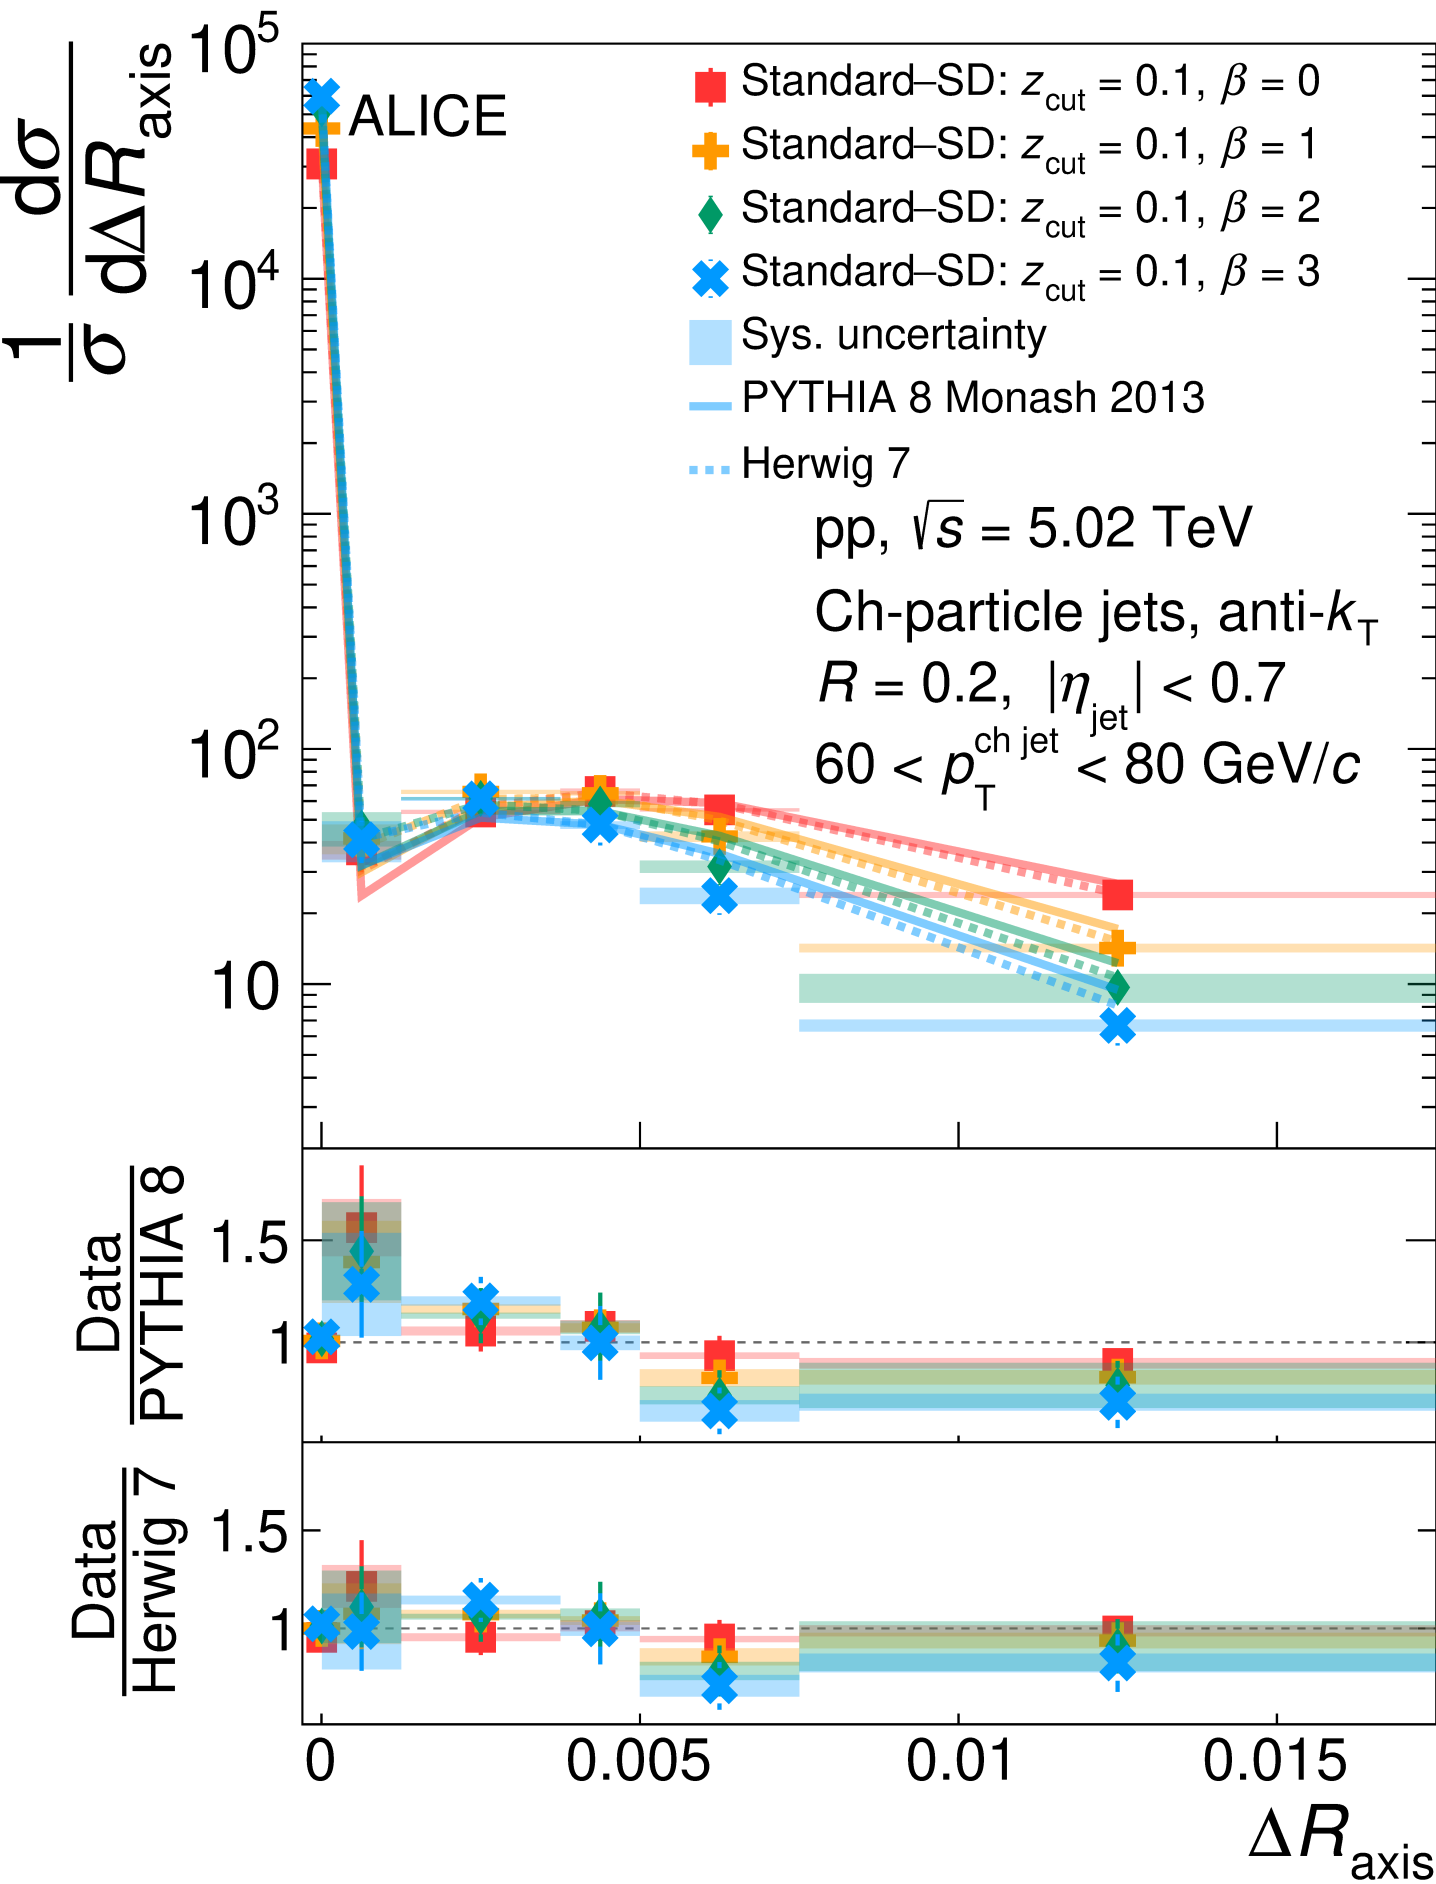 1/σ dσ/dΔR_axis
10^5
10^4
10^3
10^2
10
ALICE
Standard–SD: z_cut = 0.1, β = 0
Standard–SD: z_cut = 0.1, β = 1
Standard–SD: z_cut = 0.1, β = 2
Standard–SD: z_cut = 0.1, β = 3
Sys. uncertainty
PYTHIA 8 Monash 2013
Herwig 7
pp, √s = 5.02 TeV
Ch-particle jets, anti-k_T
R = 0.2, |η_jet| < 0.7
60 < p_T^ch jet < 80 GeV/c
Data
PYTHIA 8
1.5
1
Data
Herwig 7
1.5
1
0 0.005 0.01 0.015
ΔR_axis